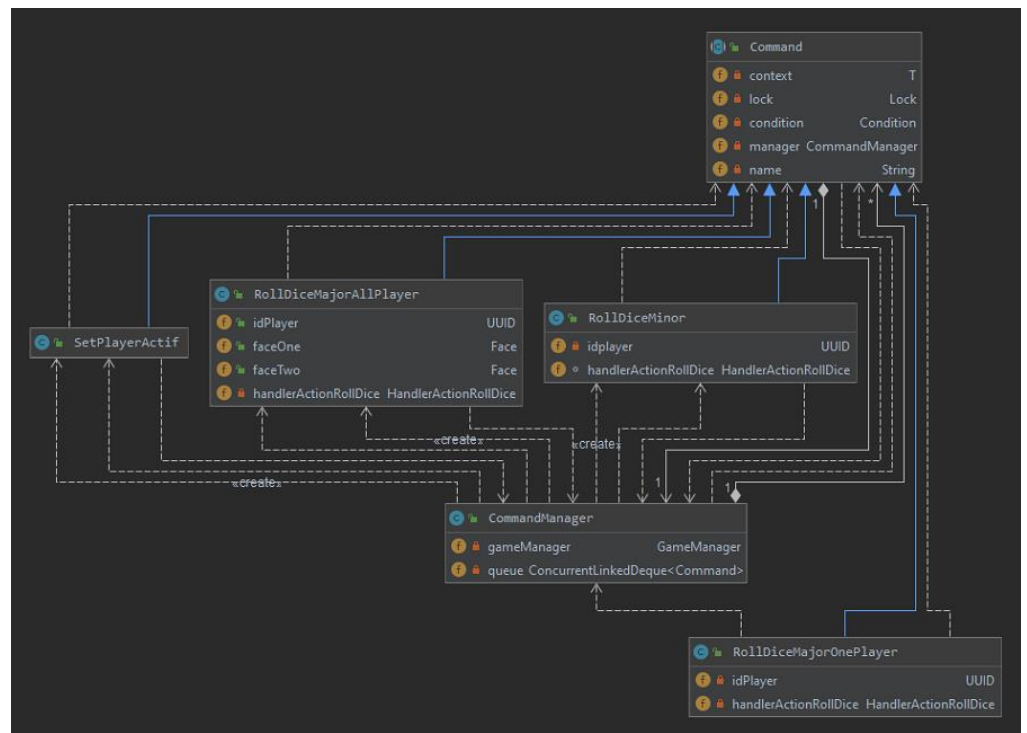 Command
context T
lock Lock
condition Condition
manager CommandManager
name String
1
*
RollDiceMajorAllPlayer
idPlayer UUID
faceOne Face
faceTwo Face
handlerActionRollDice HandlerActionRollDice
RollDiceMinor
idplayer UUID
handlerActionRollDice HandlerActionRollDice
SetPlayerActif
«create»
«create»
«create»
1
1
CommandManager
gameManager GameManager
queue ConcurrentLinkedDeque<Command>
RollDiceMajorOnePlayer
idPlayer UUID
handlerActionRollDice HandlerActionRollDice